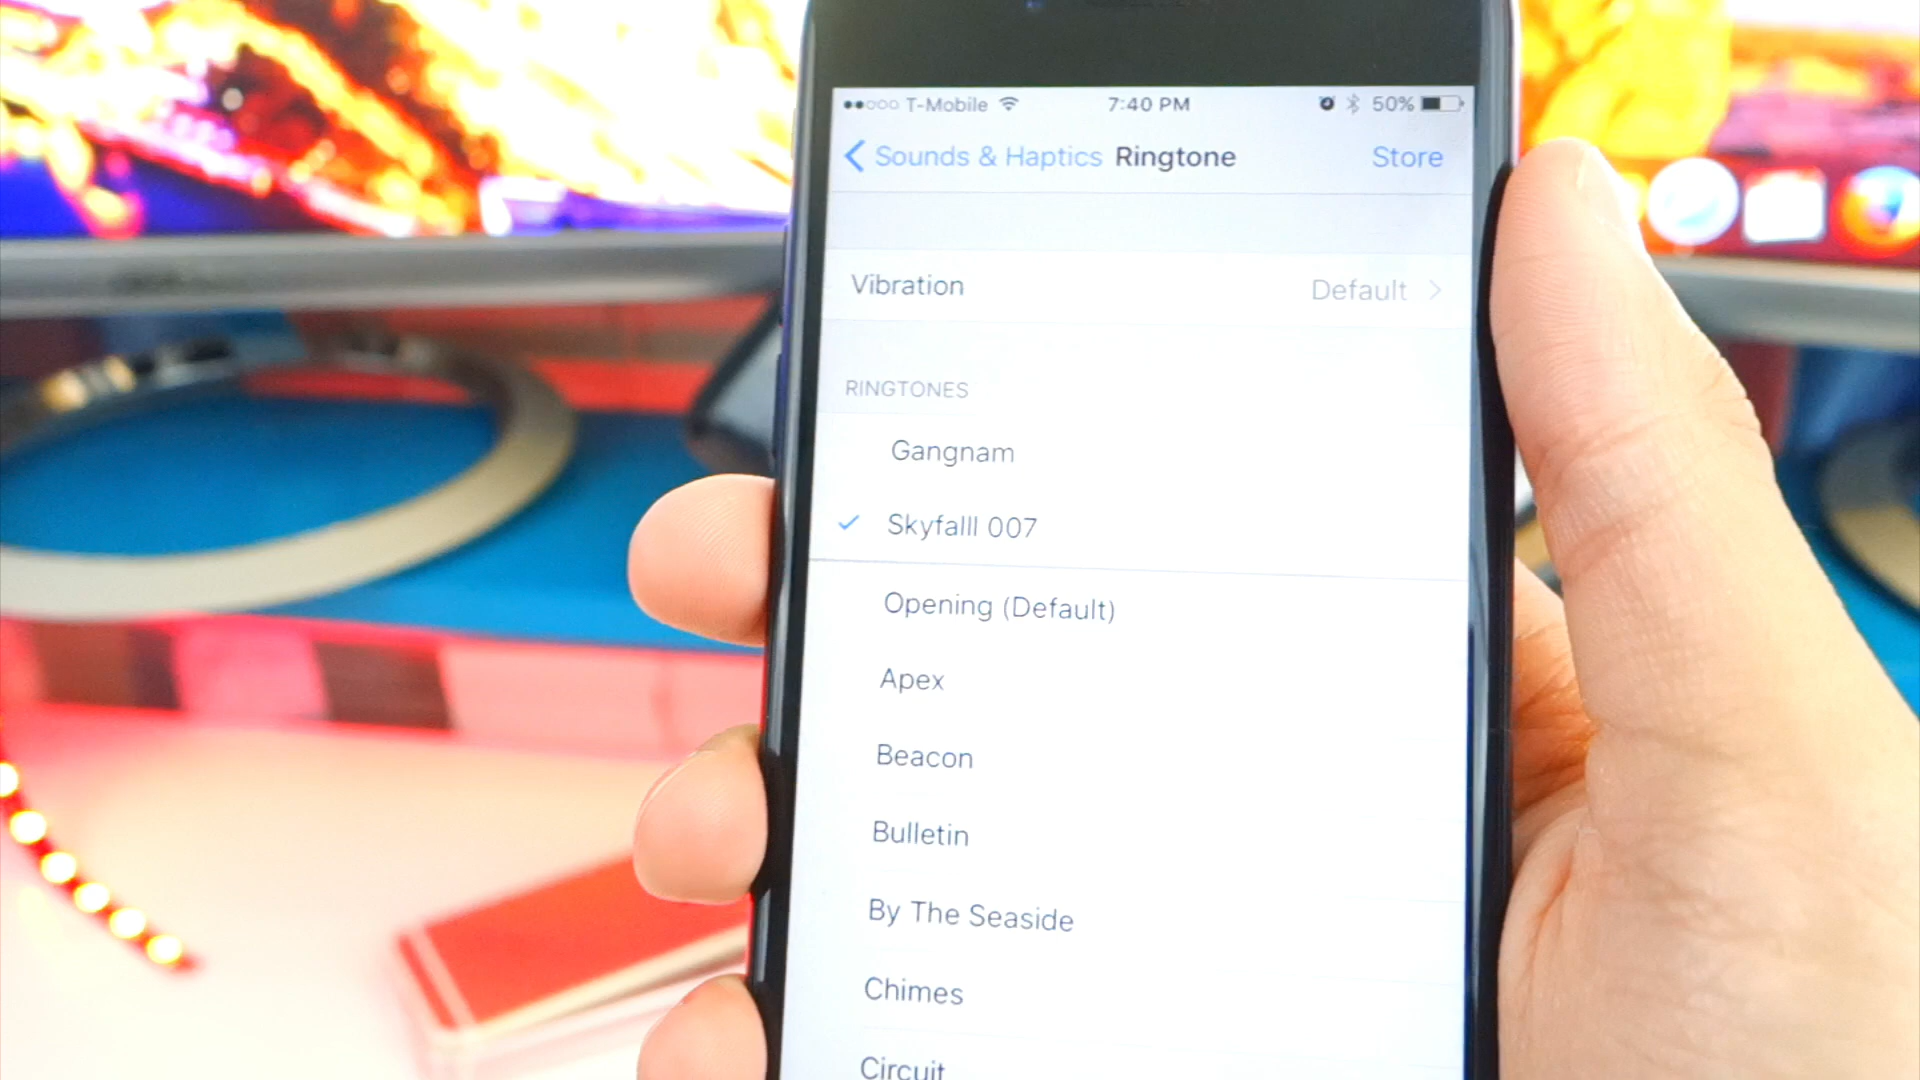 T-Mobile 7:40 PM 50%
Sounds & Haptics Ringtone Store
Vibration Default
RINGTONES
Gangnam
Skyfalll 007
Opening (Default)
Apex
Beacon
Bulletin
By The Seaside
Chimes
Circuit